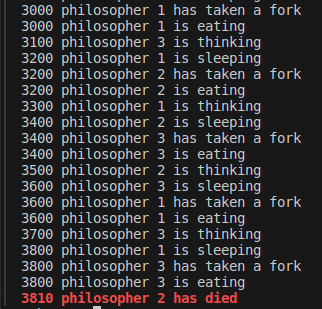 3000 philosopher 1 has taken a fork
3000 philosopher 1 is eating
3100 philosopher 3 is thinking
3200 philosopher 1 is sleeping
3200 philosopher 2 has taken a fork
3200 philosopher 2 is eating
3300 philosopher 1 is thinking
3400 philosopher 2 is sleeping
3400 philosopher 3 has taken a fork
3400 philosopher 3 is eating
3500 philosopher 2 is thinking
3600 philosopher 3 is sleeping
3600 philosopher 1 has taken a fork
3600 philosopher 1 is eating
3700 philosopher 3 is thinking
3800 philosopher 1 is sleeping
3800 philosopher 3 has taken a fork
3800 philosopher 3 is eating
3810 philosopher 2 has died